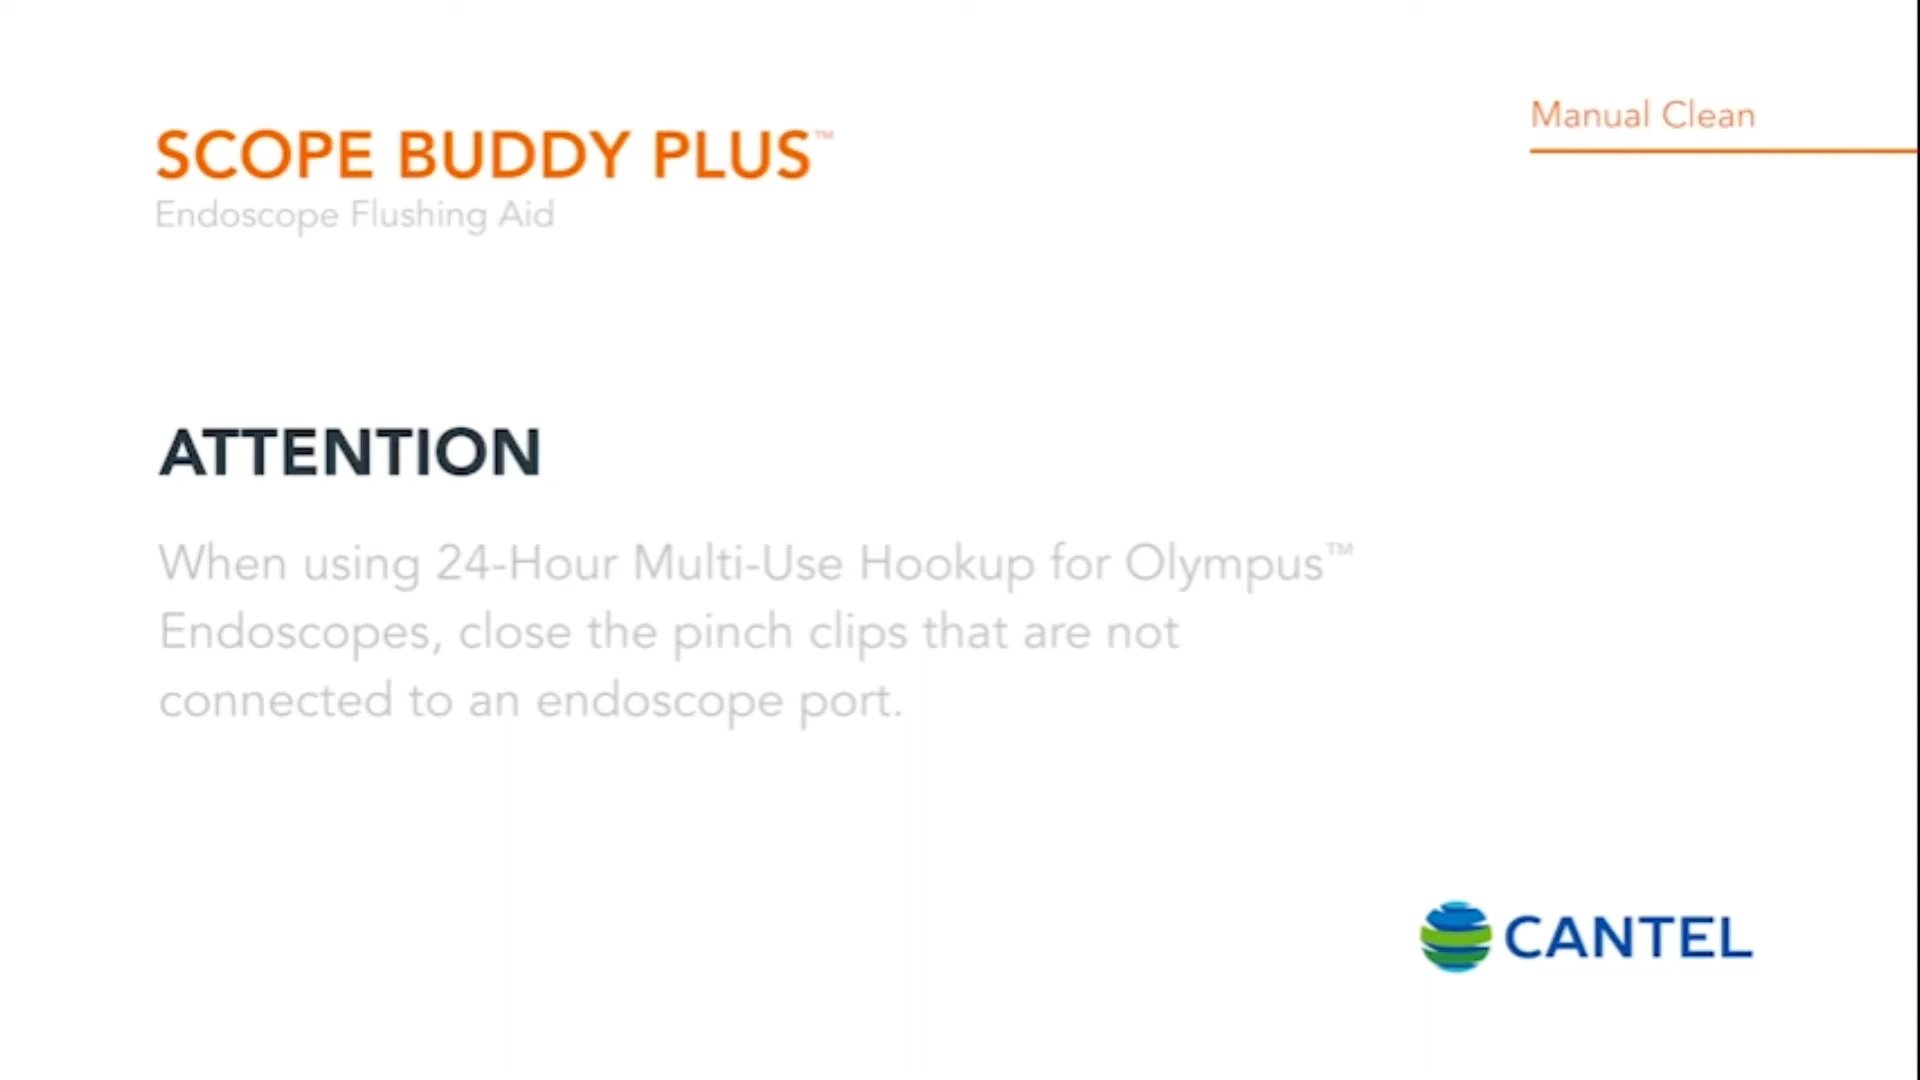 Manual Clean
SCOPE BUDDY PLUS™
Endoscope Flushing Aid
ATTENTION
When using 24-Hour Multi-Use Hookup for Olympus™
Endoscopes, close the pinch clips that are not
connected to an endoscope port.
CANTEL